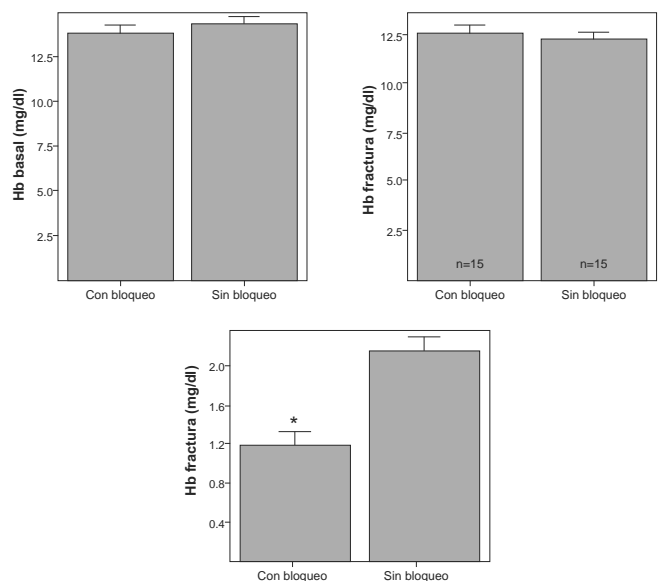 Hb basal (mg/dl)
12.5
10.0
7.5
5.0
2.5
Con bloqueo
Sin bloqueo
Hb fractura (mg/dl)
12.5
10.0
7.5
5.0
2.5
n=15
n=15
Con bloqueo
Sin bloqueo
Hb fractura (mg/dl)
2.0
1.6
1.2
0.8
0.4
*
Con bloqueo
Sin bloqueo